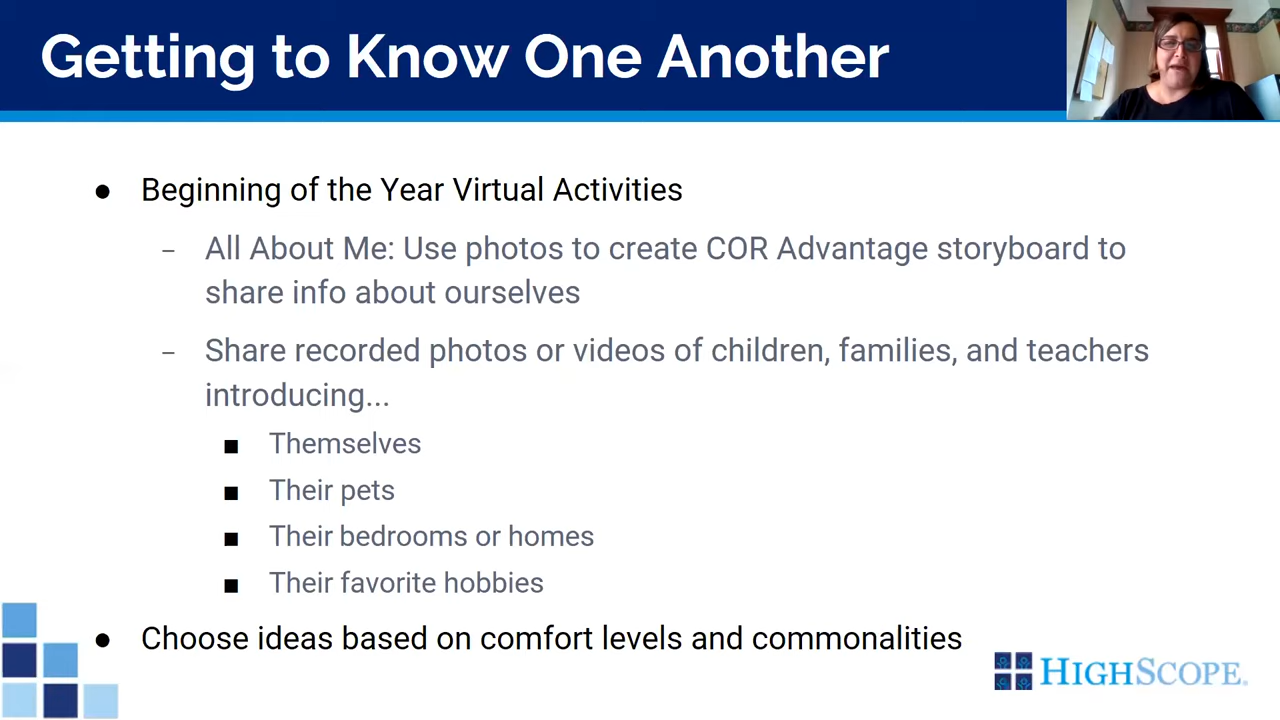 Getting to Know One Another
● Beginning of the Year Virtual Activities
– All About Me: Use photos to create COR Advantage storyboard to
share info about ourselves
– Share recorded photos or videos of children, families, and teachers
introducing...
■ Themselves
■ Their pets
■ Their bedrooms or homes
■ Their favorite hobbies
● Choose ideas based on comfort levels and commonalities
HIGHSCOPE®